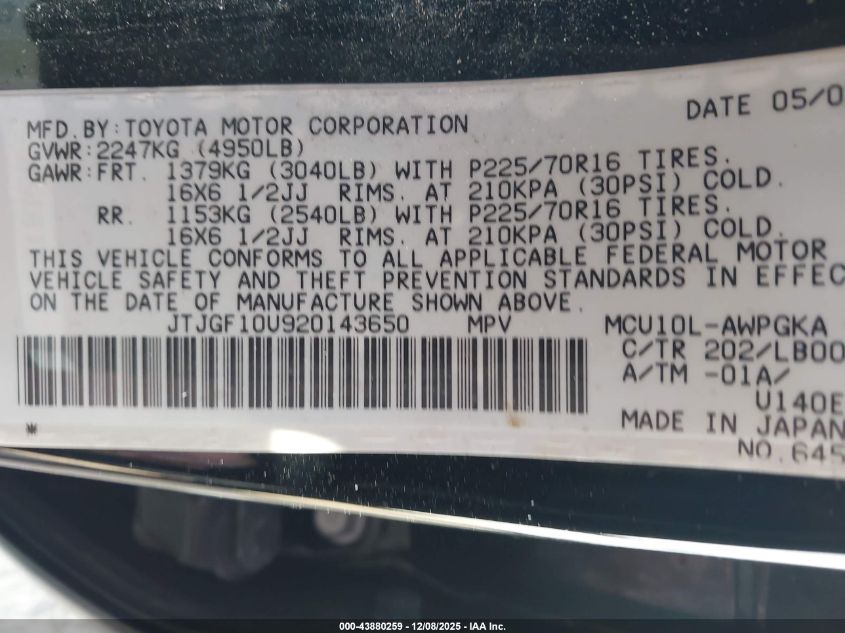 DATE 05/0
MFD.BY:TOYOTA MOTOR CORPORATION
GVWR:2247KG (4950LB)
GAWR:FRT. 1379KG (3040LB) WITH P225/70R16 TIRES.
16X6 1/2JJ RIMS. AT 210KPA (30PSI) COLD.
RR. 1153KG (2540LB) WITH P225/70R16 TIRES.
16X6 1/2JJ RIMS. AT 210KPA (30PSI) COLD.
THIS VEHICLE CONFORMS TO ALL APPLICABLE FEDERAL MOTOR
VEHICLE SAFETY AND THEFT PREVENTION STANDARDS IN EFFEC
ON THE DATE OF MANUFACTURE SHOWN ABOVE.
JTJGF10U920143650 MPV MCU10L-AWPGKA
C/TR 202/LB00
A/TM -01A/
U140E
MADE IN JAPAN
NO.645
000-43880259 - 12/08/2025 - IAA Inc.